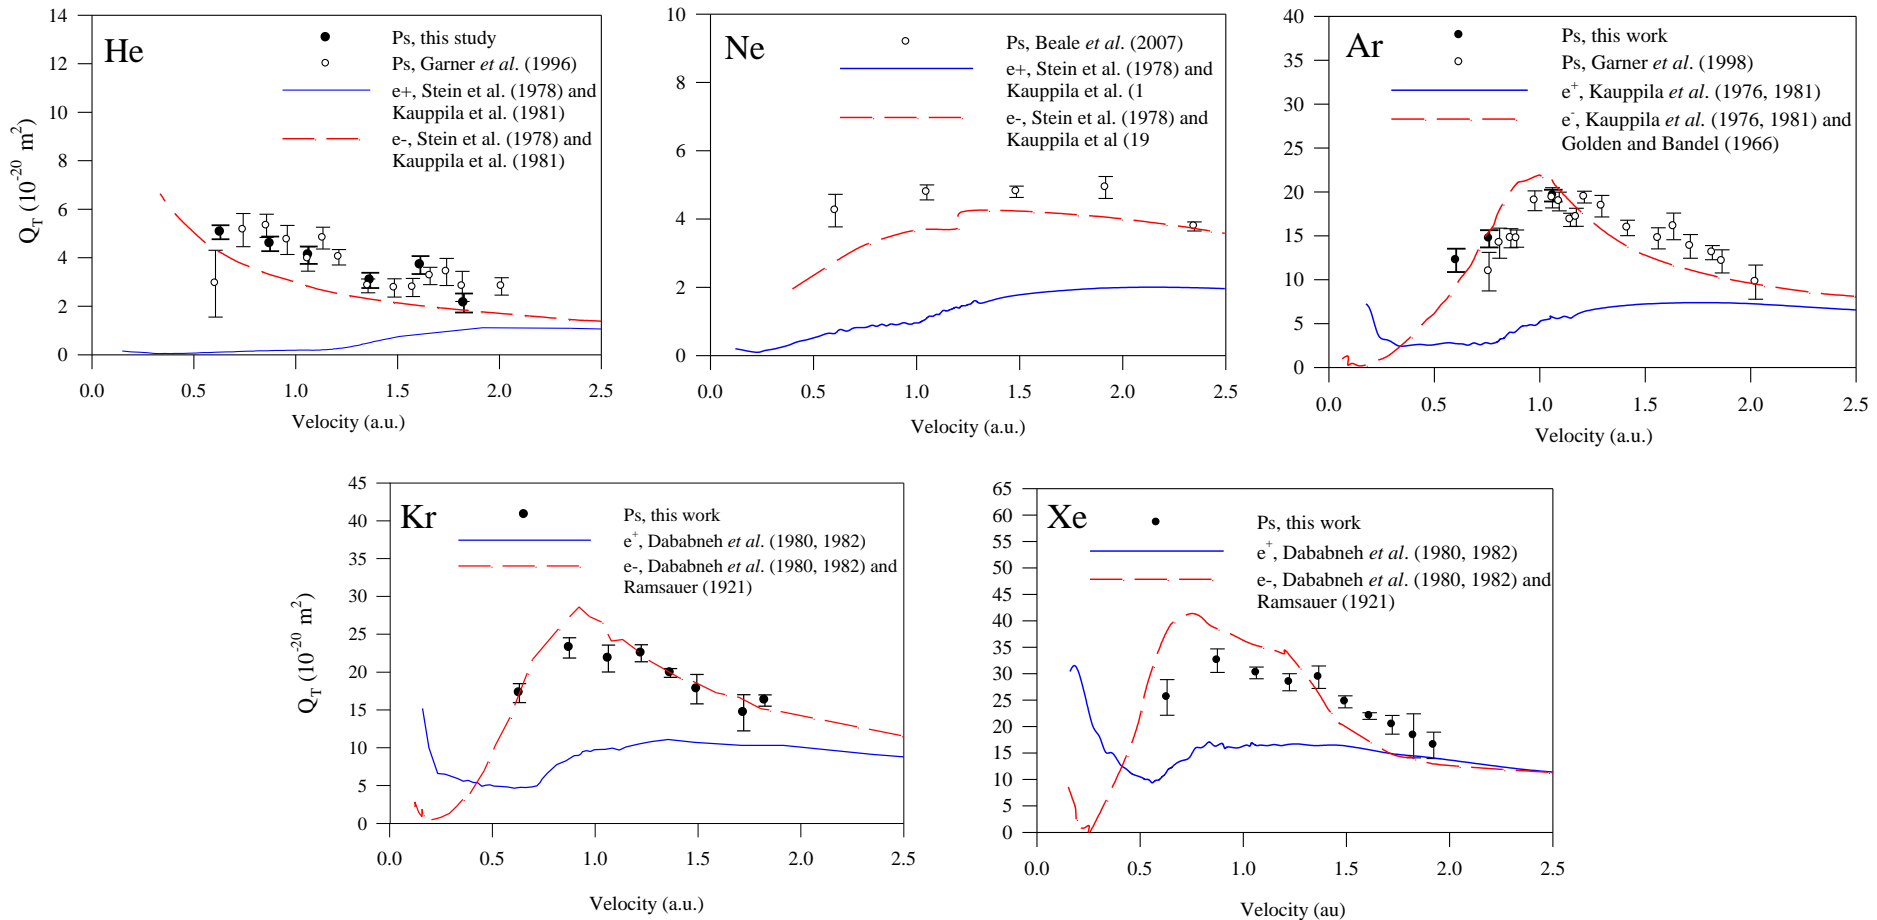 He
Ps, this study
Ps, Garner et al. (1996)
e+, Stein et al. (1978) and
Kauppila et al. (1981)
e-, Stein et al. (1978) and
Kauppila et al. (1981)
14
12
10
8
6
4
2
0
Q_T (10^-20 m^2)
0.0 0.5 1.0 1.5 2.0 2.5
Velocity (a.u.)
Ne
Ps, Beale et al. (2007)
e+, Stein et al. (1978) and
Kauppila et al. (1
e-, Stein et al. (1978) and
Kauppila et al (19
10
8
6
4
2
0
0.0 0.5 1.0 1.5 2.0 2.5
Velocity (a.u.)
Ar
Ps, this work
Ps, Garner et al. (1998)
e^+, Kauppila et al. (1976, 1981)
e^-, Kauppila et al. (1976, 1981) and
Golden and Bandel (1966)
40
35
30
25
20
15
10
5
0
0.0 0.5 1.0 1.5 2.0 2.5
Velocity (a.u.)
Kr
Ps, this work
e^+, Dababneh et al. (1980, 1982)
e-, Dababneh et al. (1980, 1982) and
Ramsauer (1921)
45
40
35
30
25
20
15
10
5
0
Q_T (10^-20 m^2)
0.0 0.5 1.0 1.5 2.0 2.5
Velocity (a.u.)
Xe
Ps, this work
e^+, Dababneh et al. (1980, 1982)
e-, Dababneh et al. (1980, 1982) and
Ramsauer (1921)
65
60
55
50
45
40
35
30
25
20
15
10
5
0
0.0 0.5 1.0 1.5 2.0 2.5
Velocity (au)